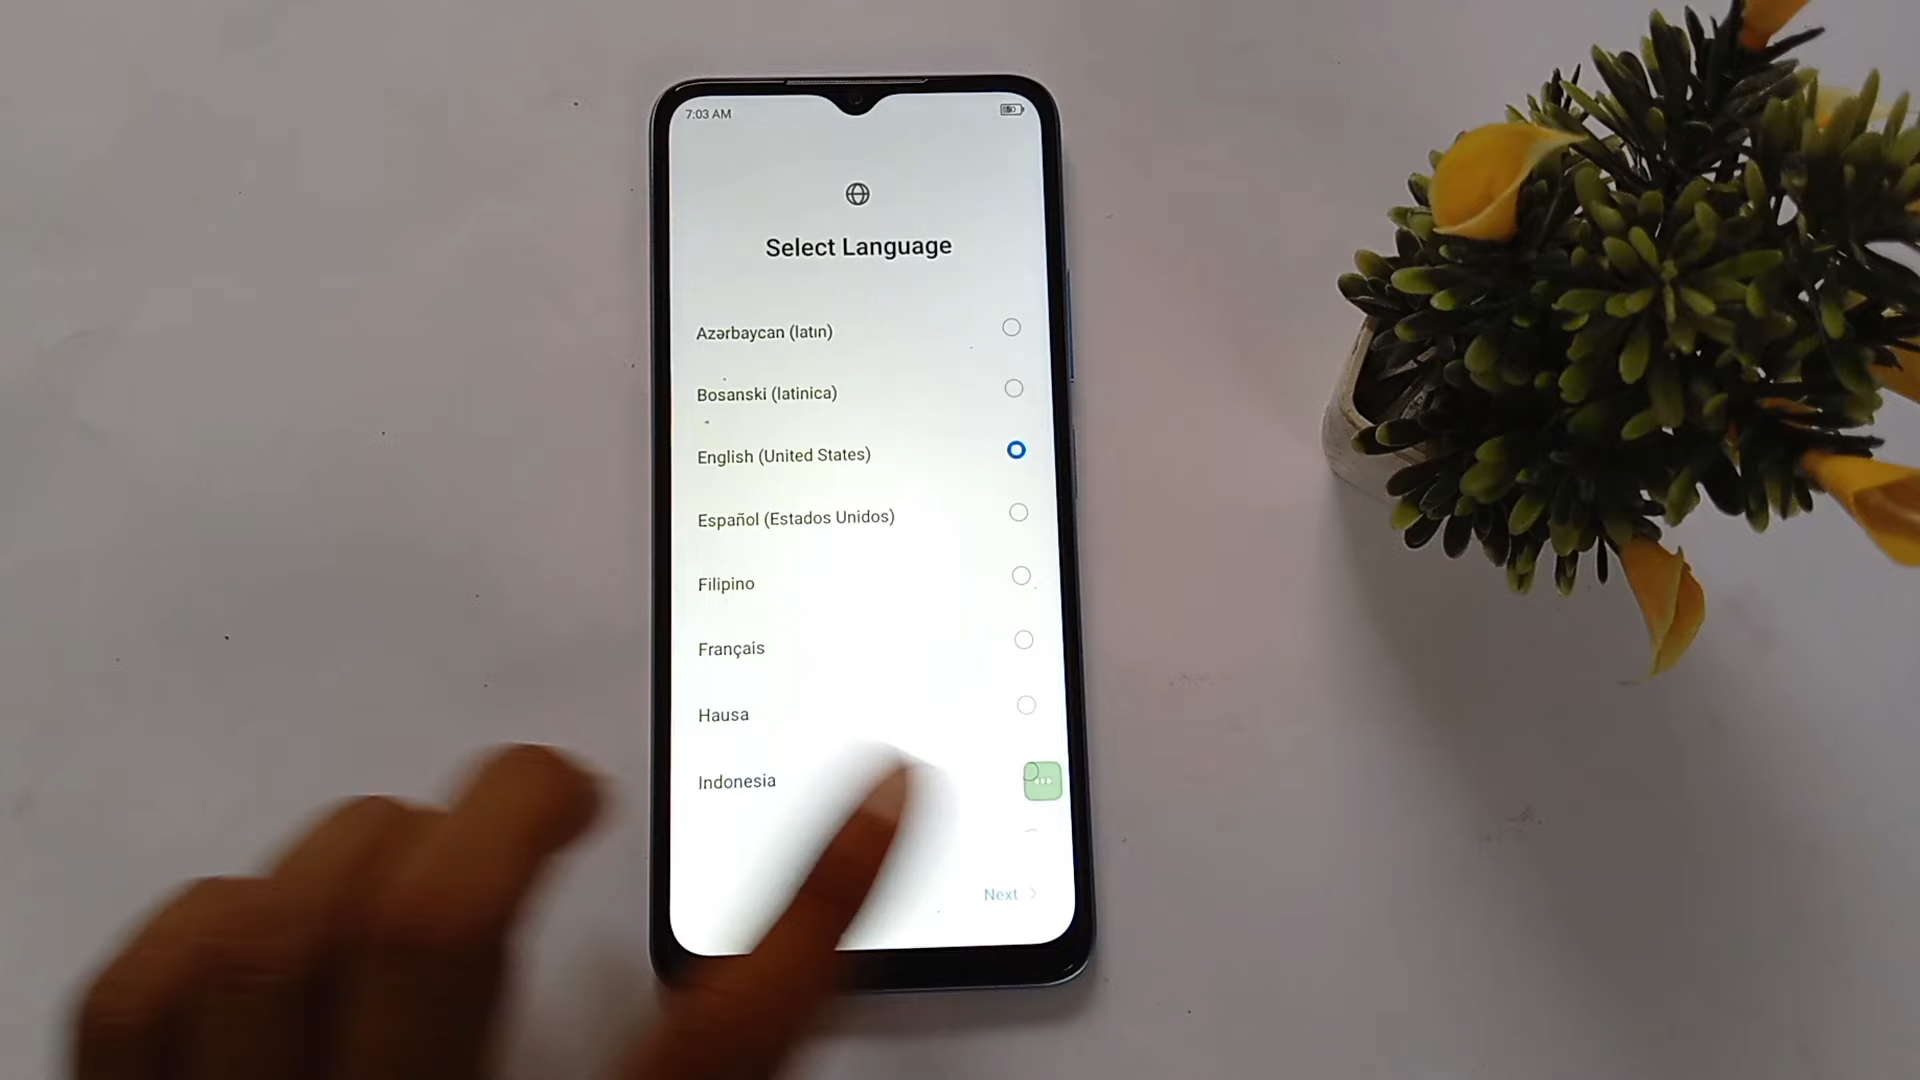 7:03 AM
50
Select Language
Azərbaycan (latın)
Bosanski (latinica)
English (United States)
Español (Estados Unidos)
Filipino
Français
Hausa
Indonesia
Next